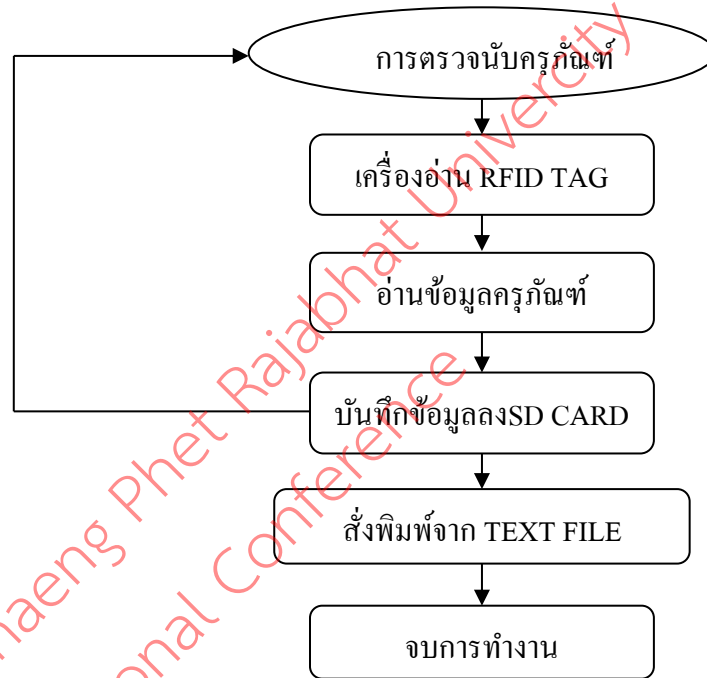 การตรวจนับครุภัณฑ์
เครื่องอ่าน RFID TAG
อ่านข้อมูลครุภัณฑ์
บันทึกข้อมูลลงSD CARD
สั่งพิมพ์จาก TEXT FILE
จบการทำงาน
haeng Phet Rajabhat Univercity
onal Conference